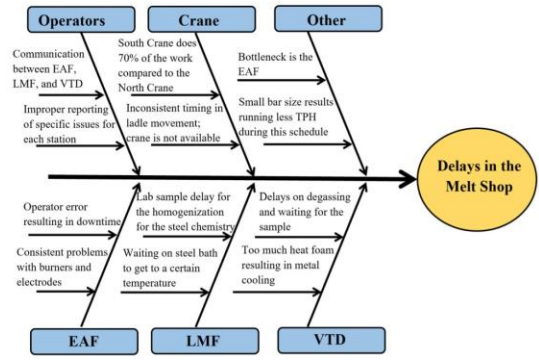 Operators
Crane
Other
Communication
between EAF,
LMF, and VTD
Improper reporting
of specific issues for
each station
South Crane does
70% of the work
compared to the
North Crane
Inconsistent timing in
ladle movement;
crane is not available
Bottleneck is the
EAF
Small bar size results
running less TPH
during this schedule
Delays in the
Melt Shop
Operator error
resulting in downtime
Consistent problems
with burners and
electrodes
Lab sample delay for
the homogenization
for the steel chemistry
Waiting on steel bath
to get to a certain
temperature
Delays on degassing
and waiting for the
sample
Too much heat foam
resulting in metal
cooling
EAF
LMF
VTD